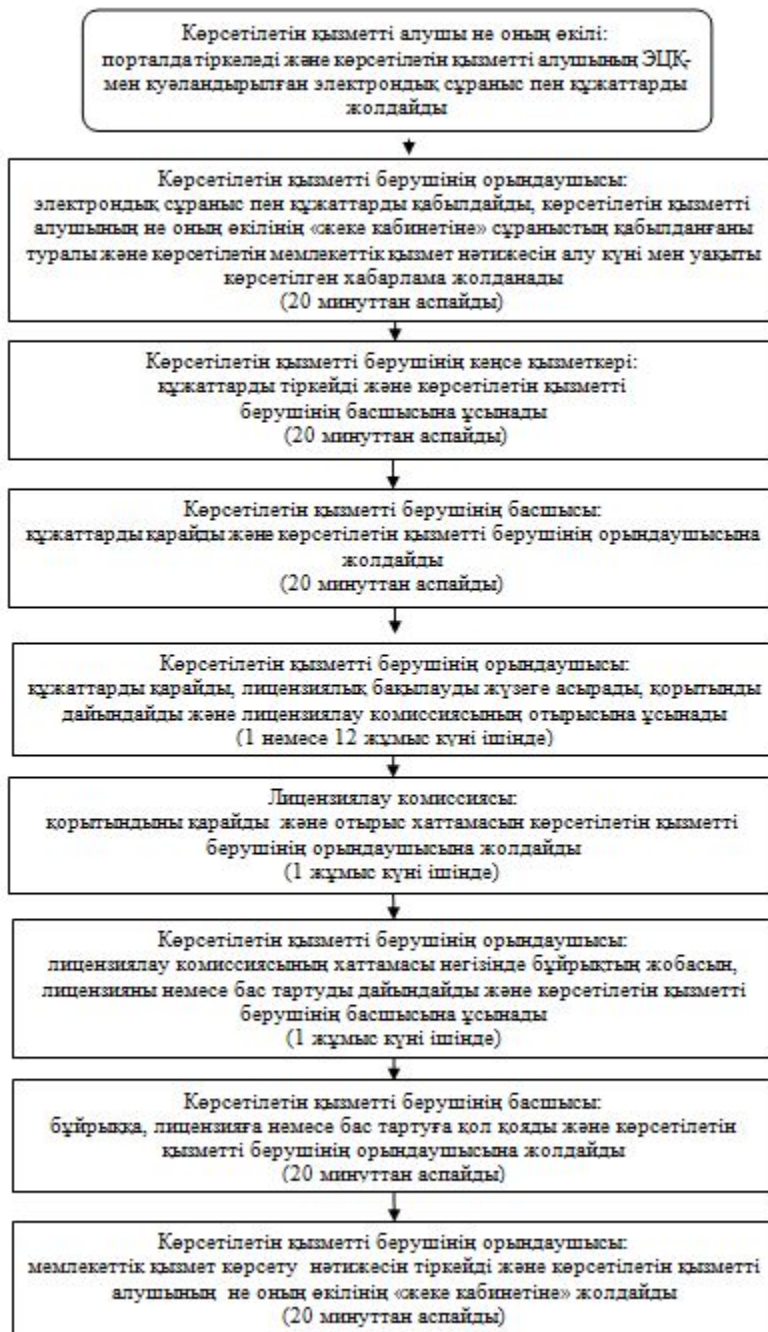 Көрсетілетін қызметті алушы не оның өкілі:
порталда тіркеледі және көрсетілетін қызметті алушының ЭЦҚ-
мен куәландырылған электрондық сұраныс пен құжаттарды
жолдайды
Көрсетілетін қызметті берушінің орындаушысы:
электрондық сұраныс пен құжаттарды қабылдайды, көрсетілетін қызметті
алушының не оның өкілінің «жеке кабинетіне» сұраныстың қабылданғаны
туралы және көрсетілетін мемлекеттік қызмет нәтижесін алу күні мен уақыты
көрсетілген хабарлама жолданады
(20 минуттан аспайды)
Көрсетілетін қызметті берушінің кеңсе қызметкері:
құжаттарды тіркейді және көрсетілетін қызметті
берушінің басшысына ұсынады
(20 минуттан аспайды)
Көрсетілетін қызметті берушінің басшысы:
құжаттарды қарайды және көрсетілетін қызметті берушінің орындаушысына
жолдайды
(20 минуттан аспайды)
Көрсетілетін қызметті берушінің орындаушысы:
құжаттарды қарайды, лицензиялық бақылауды жүзеге асырады, қорытынды
дайындайды және лицензиялау комиссиясының отырысына ұсынады
(1 немесе 12 жұмыс күні ішінде)
Лицензиялау комиссиясы:
қорытындыны қарайды және отырыс хаттамасын көрсетілетін қызметті
берушінің орындаушысына жолдайды
(1 жұмыс күні ішінде)
Көрсетілетін қызметті берушінің орындаушысы:
лицензиялау комиссиясының хаттамасы негізінде бұйрықтың жобасын,
лицензияны немесе бас тартуды дайындайды және көрсетілетін қызметті
берушінің басшысына ұсынады
(1 жұмыс күні ішінде)
Көрсетілетін қызметті берушінің басшысы:
бұйрыққа, лицензияға немесе бас тартуға қол қояды және көрсетілетін
қызметті берушінің орындаушысына жолдайды
(20 минуттан аспайды)
Көрсетілетін қызметті берушінің орындаушысы:
мемлекеттік қызмет көрсету нәтижесін тіркейді және көрсетілетін қызметті
алушының не оның өкілінің «жеке кабинетіне» жолдайды
(20 минуттан аспайды)